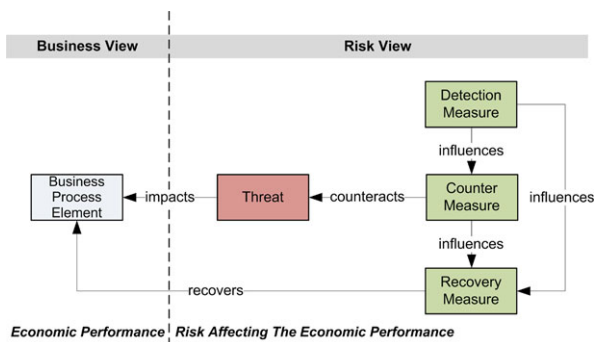 Business View
Risk View
Detection
Measure
influences
Business
Process
Element
impacts
Threat
counteracts
Counter
Measure
influences
influences
recovers
Recovery
Measure
Economic Performance
Risk Affecting The Economic Performance